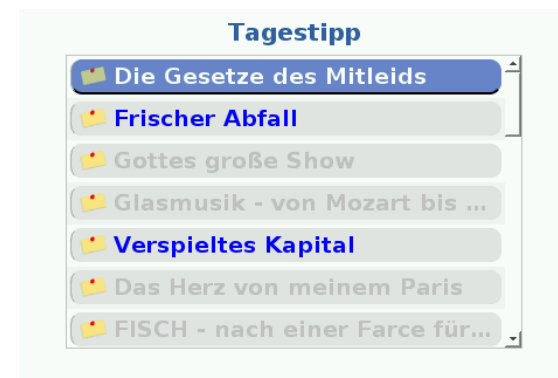 Tagestipp
Die Gesetze des Mitleids
Frischer Abfall
Gottes große Show
Glasmusik - von Mozart bis ...
Verspieltes Kapital
Das Herz von meinem Paris
FISCH - nach einer Farce für...